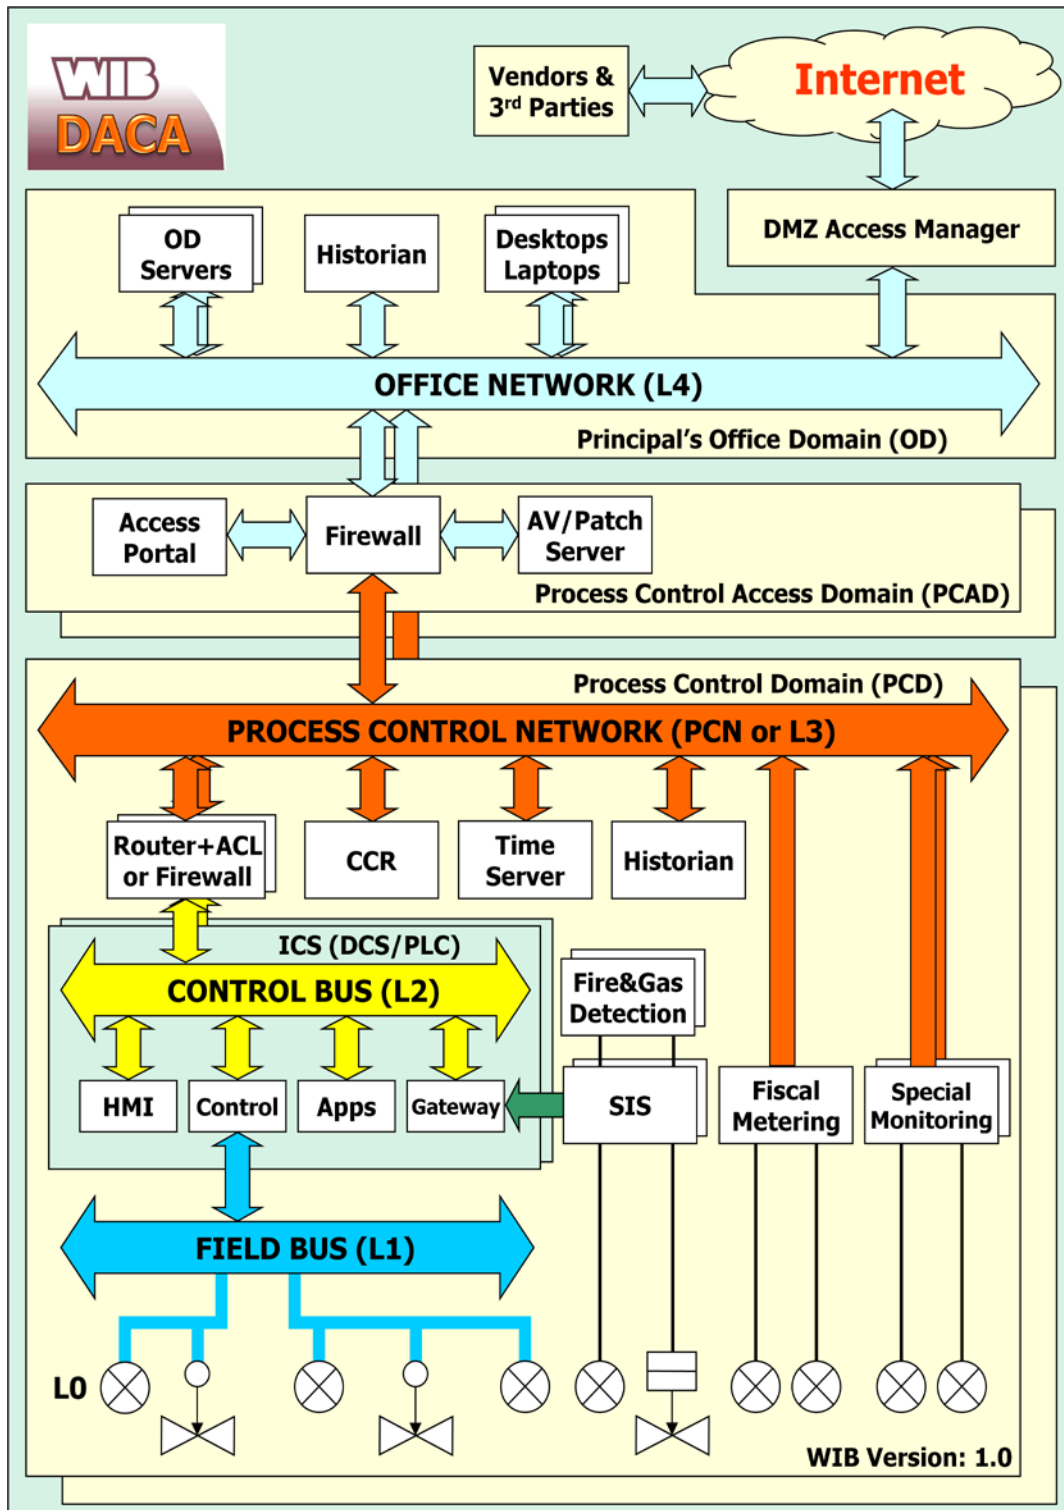 WIB
DACA
Vendors &
3rd Parties
Internet
DMZ Access Manager
OD
Servers
Historian
Desktops
Laptops
OFFICE NETWORK (L4)
Principal's Office Domain (OD)
Access
Portal
Firewall
AV/Patch
Server
Process Control Access Domain (PCAD)
Process Control Domain (PCD)
PROCESS CONTROL NETWORK (PCN or L3)
Router+ACL
or Firewall
CCR
Time
Server
Historian
ICS (DCS/PLC)
CONTROL BUS (L2)
Fire&Gas
Detection
HMI
Control
Apps
Gateway
SIS
Fiscal
Metering
Special
Monitoring
FIELD BUS (L1)
L0
WIB Version: 1.0